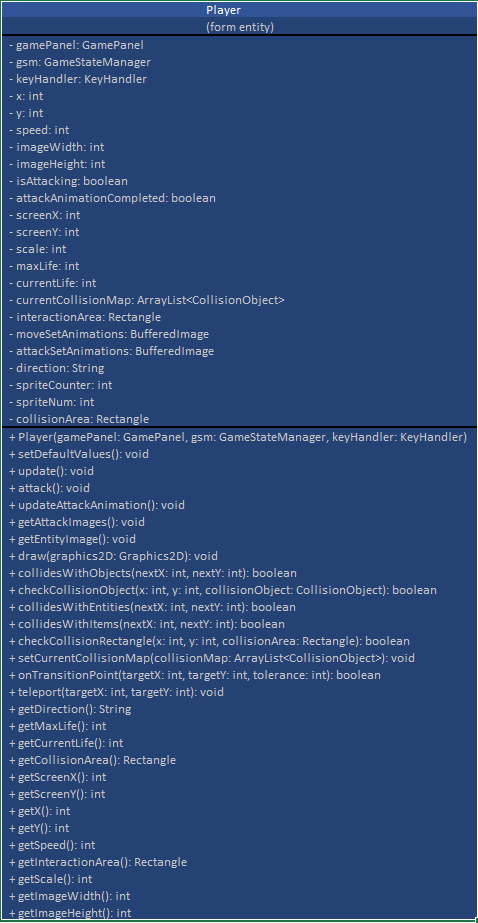 Player
(form entity)
- gamePanel: GamePanel
- gsm: GameStateManager
- keyHandler: KeyHandler
- x: int
- y: int
- speed: int
- imageWidth: int
- imageHeight: int
- isAttacking: boolean
- attackAnimationCompleted: boolean
- screenX: int
- screenY: int
- scale: int
- maxLife: int
- currentLife: int
- currentCollisionMap: ArrayList<CollisionObject>
- interactionArea: Rectangle
- moveSetAnimations: BufferedImage
- attackSetAnimations: BufferedImage
- direction: String
- spriteCounter: int
- spriteNum: int
- collisionArea: Rectangle
+ Player(gamePanel: GamePanel, gsm: GameStateManager, keyHandler: KeyHandler)
+ setDefaultValues(): void
+ update(): void
+ attack(): void
+ updateAttackAnimation(): void
+ getAttackImages(): void
+ getEntityImage(): void
+ draw(graphics2D: Graphics2D): void
+ collidesWithObjects(nextX: int, nextY: int): boolean
+ checkCollisionObject(x: int, y: int, collisionObject: CollisionObject): boolean
+ collidesWithEntities(nextX: int, nextY: int): boolean
+ collidesWithItems(nextX: int, nextY: int): boolean
+ checkCollisionRectangle(x: int, y: int, collisionArea: Rectangle): boolean
+ setCurrentCollisionMap(collisionMap: ArrayList<CollisionObject>): void
+ onTransitionPoint(targetX: int, targetY: int, tolerance: int): boolean
+ teleport(targetX: int, targetY: int): void
+ getDirection(): String
+ getMaxLife(): int
+ getCurrentLife(): int
+ getCollisionArea(): Rectangle
+ getScreenX(): int
+ getScreenY(): int
+ getX(): int
+ getY(): int
+ getSpeed(): int
+ getInteractionArea(): Rectangle
+ getScale(): int
+ getImageWidth(): int
+ getImageHeight(): int